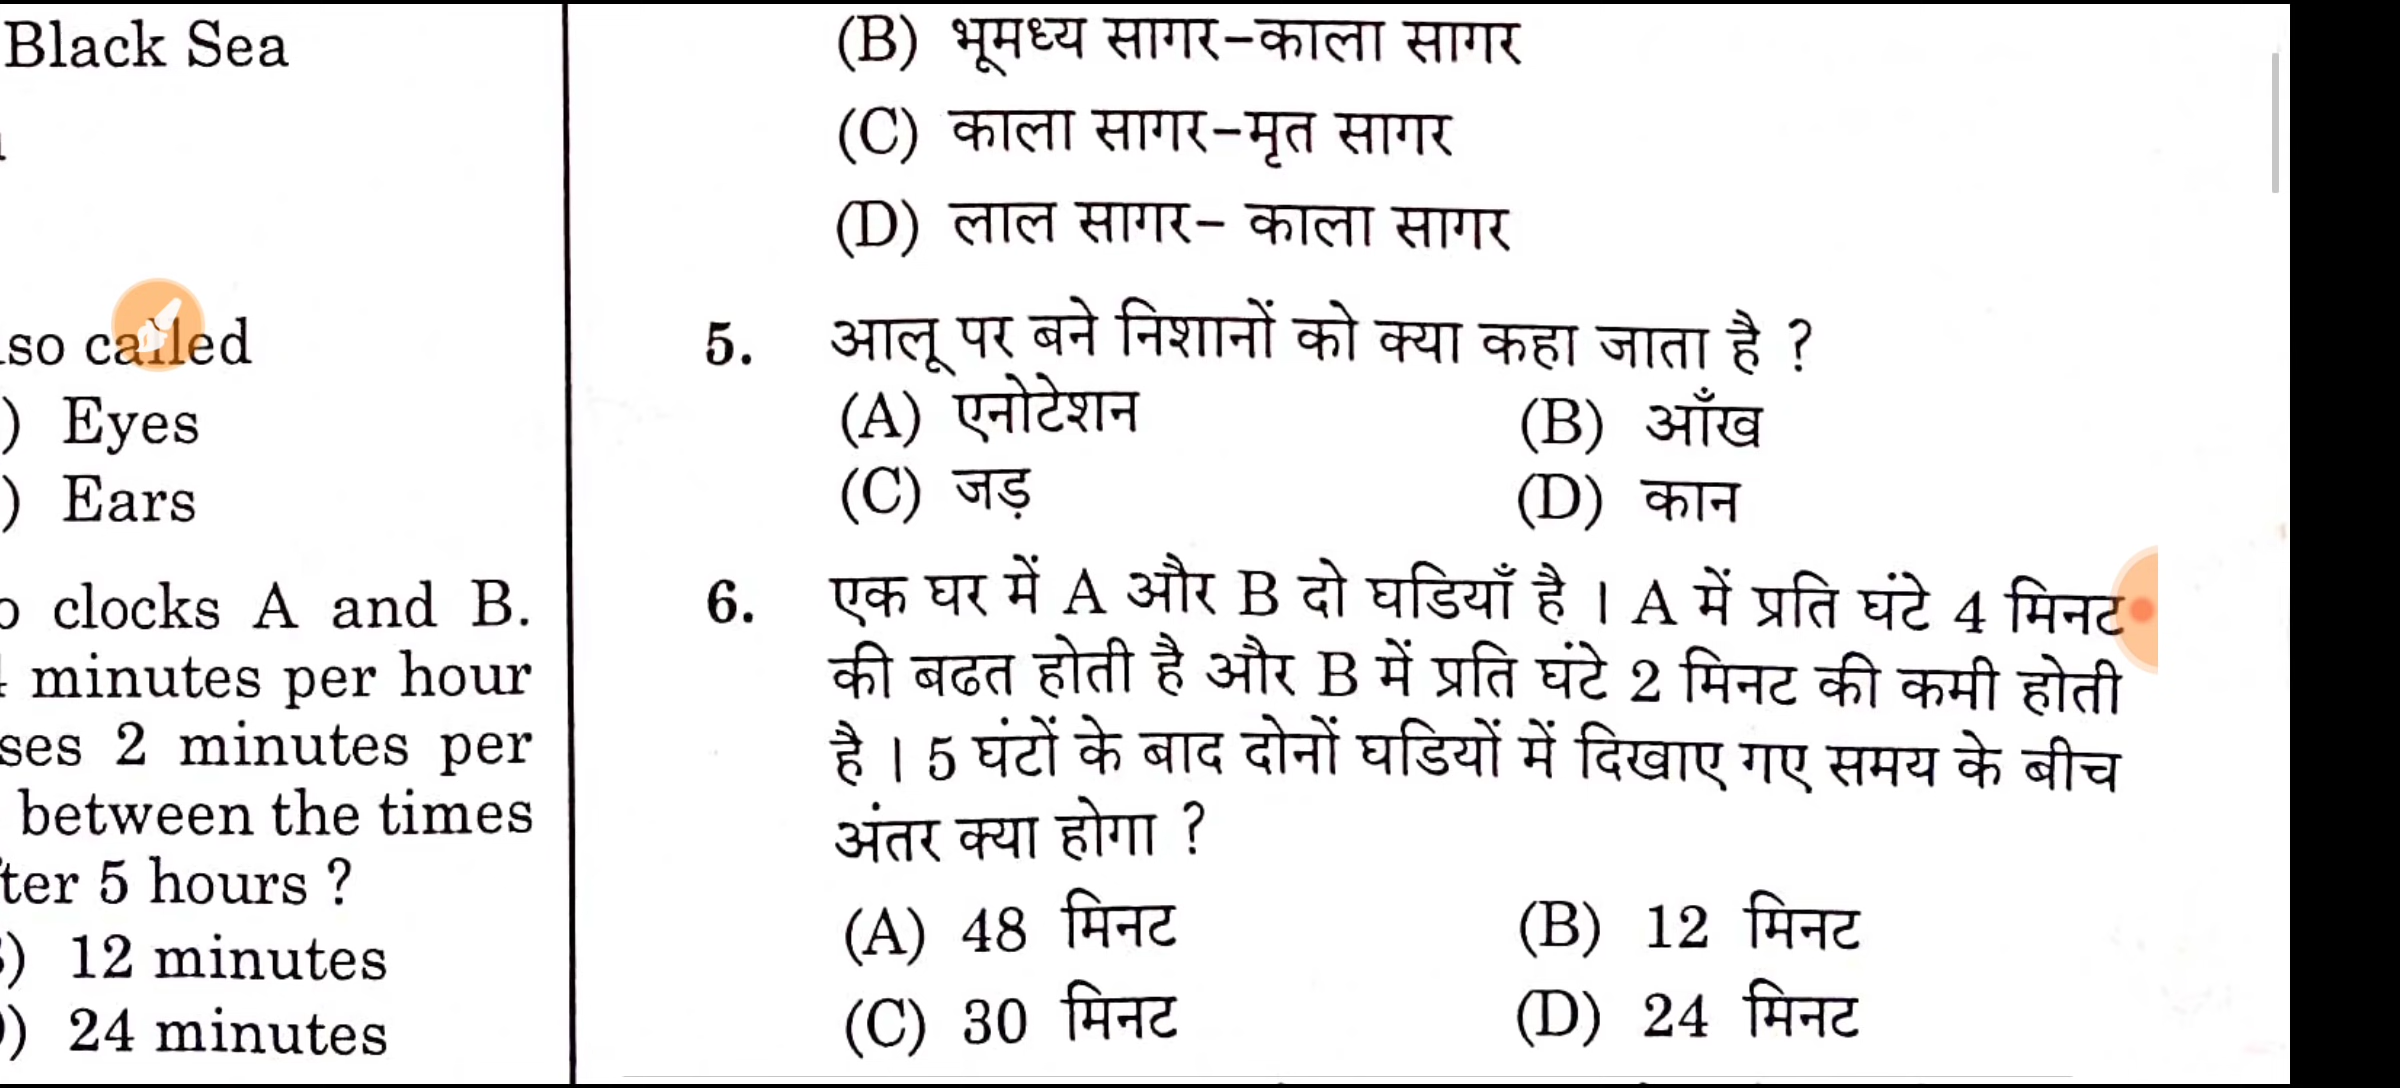 Black Sea
so called
) Eyes
) Ears
clocks A and B.
minutes per hour
ses 2 minutes per
between the times
ter 5 hours ?
) 12 minutes
) 24 minutes
(B) भूमध्य सागर–काला सागर
(C) काला सागर–मृत सागर
(D) लाल सागर– काला सागर
5. आलू पर बने निशानों को क्या कहा जाता है ?
(A) एनोटेशन (B) आँख
(C) जड़ (D) कान
6. एक घर में A और B दो घडियाँ है । A में प्रति घंटे 4 मिनट
की बढत होती है और B में प्रति घंटे 2 मिनट की कमी होती
है । 5 घंटों के बाद दोनों घडियों में दिखाए गए समय के बीच
अंतर क्या होगा ?
(A) 48 मिनट (B) 12 मिनट
(C) 30 मिनट (D) 24 मिनट